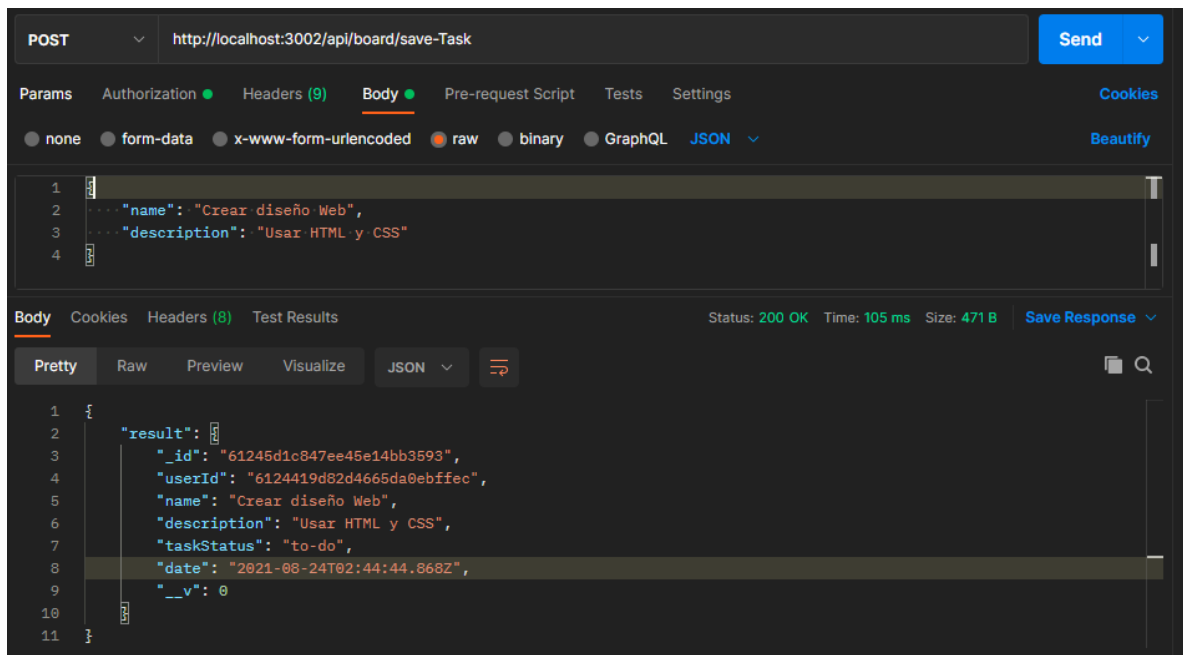 POST http://localhost:3002/api/board/save-Task Send
Params Authorization Headers (9) Body Pre-request Script Tests Settings Cookies
none form-data x-www-form-urlencoded raw binary GraphQL JSON Beautify
1 {
2 "name": "Crear diseño Web",
3 "description": "Usar HTML y CSS"
4 }
Body Cookies Headers (8) Test Results Status: 200 OK Time: 105 ms Size: 471 B Save Response
Pretty Raw Preview Visualize JSON
1 {
2 "result": {
3 "_id": "61245d1c847ee45e14bb3593",
4 "userId": "6124419d82d4665da0ebffec",
5 "name": "Crear diseño Web",
6 "description": "Usar HTML y CSS",
7 "taskStatus": "to-do",
8 "date": "2021-08-24T02:44:44.868Z",
9 "__v": 0
10 }
11 }